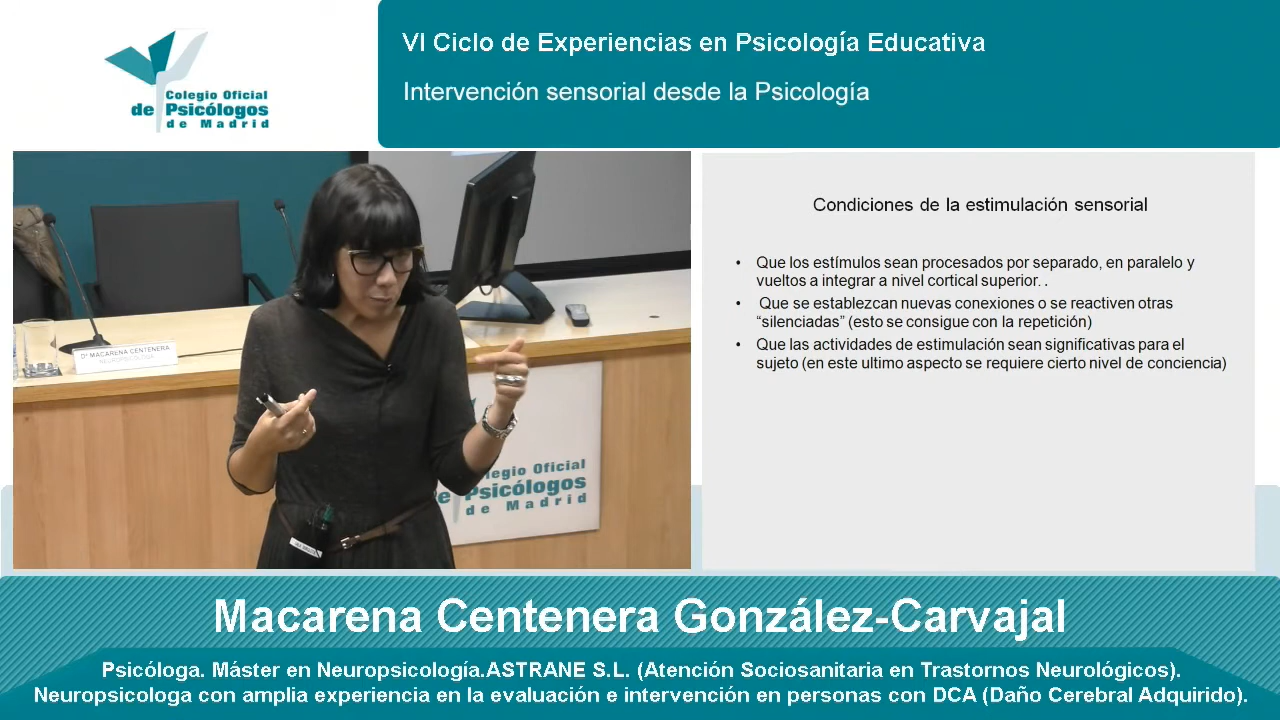 VI Ciclo de Experiencias en Psicología Educativa
Intervención sensorial desde la Psicología
Colegio Oficial
de Psicólogos
de Madrid
Condiciones de la estimulación sensorial
• Que los estímulos sean procesados por separado, en paralelo y
vueltos a integrar a nivel cortical superior. .
• Que se establezcan nuevas conexiones o se reactiven otras
“silenciadas” (esto se consigue con la repetición)
• Que las actividades de estimulación sean significativas para el
sujeto (en este ultimo aspecto se requiere cierto nivel de conciencia)
Dª MACARENA CENTENERA
NEUROPSICÓLOGA
legio Oficial
e Psicólogos
de Madrid
Macarena Centenera González-Carvajal
Psicóloga. Máster en Neuropsicología.ASTRANE S.L. (Atención Sociosanitaria en Trastornos Neurológicos).
Neuropsicologa con amplia experiencia en la evaluación e intervención en personas con DCA (Daño Cerebral Adquirido).